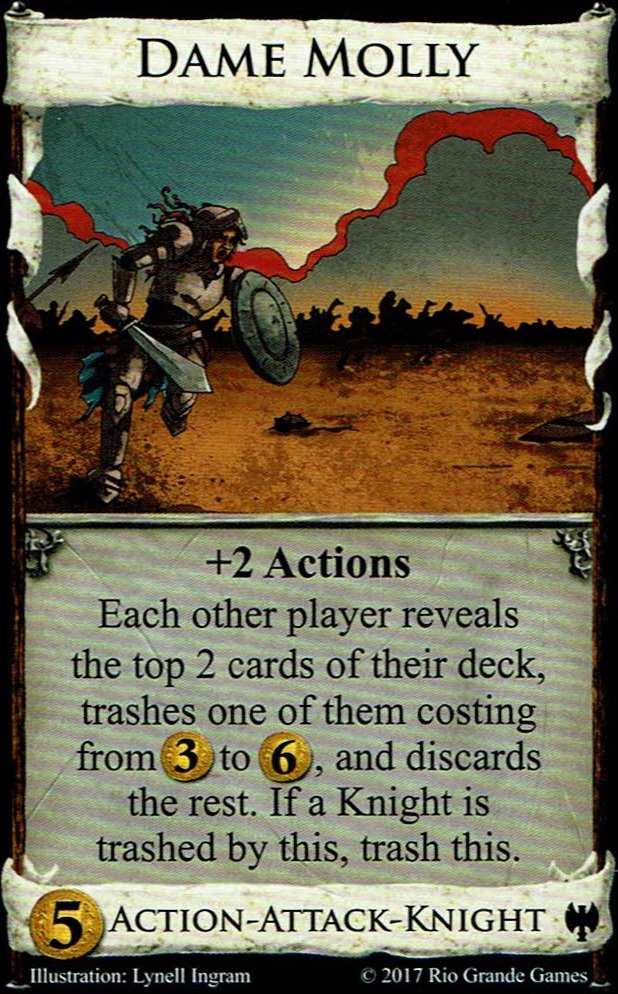 DAME MOLLY
+2 Actions
Each other player reveals
the top 2 cards of their deck,
trashes one of them costing
from 3 to 6, and discards
the rest. If a Knight is
trashed by this, trash this.
5 ACTION-ATTACK-KNIGHT
Illustration: Lynell Ingram © 2017 Rio Grande Games